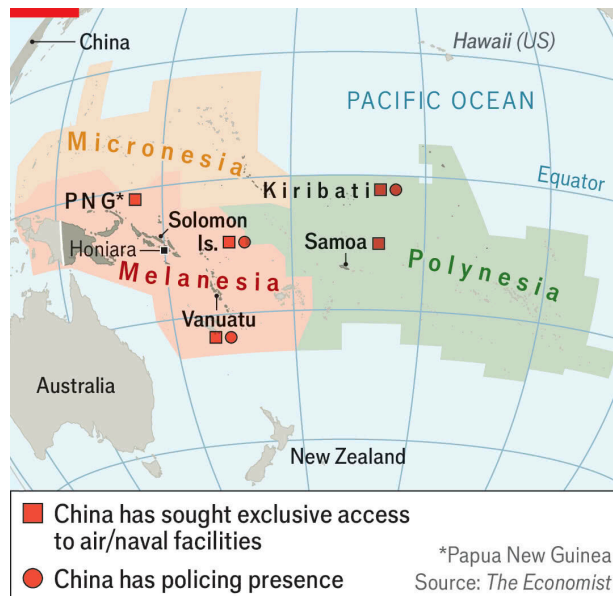 China
Hawaii (US)
PACIFIC OCEAN
Micronesia
Equator
Kiribati
PNG*
Solomon
Is.
Honiara
Samoa
Melanesia
Polynesia
Vanuatu
Australia
New Zealand
China has sought exclusive access
to air/naval facilities
China has policing presence
*Papua New Guinea
Source: The Economist